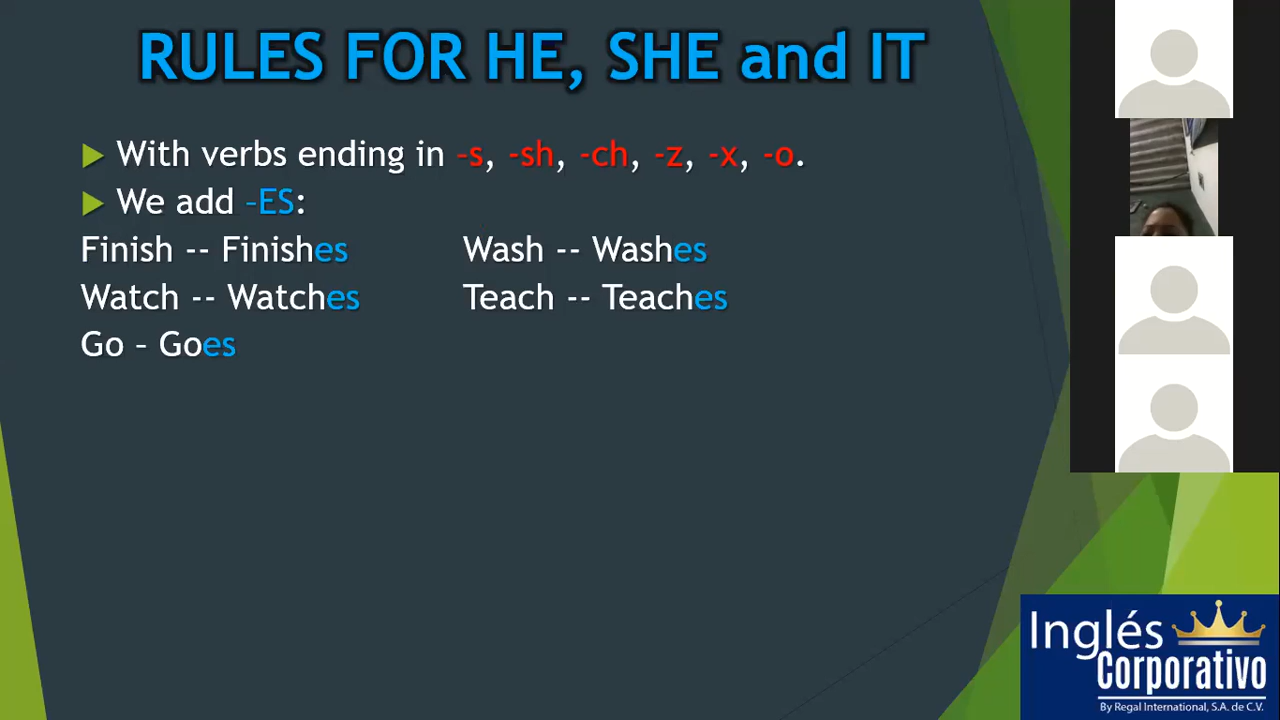 RULES FOR HE, SHE and IT
With verbs ending in –s, -sh, -ch, -z, -x, -o.
We add –ES:
Finish -- Finishes Wash -- Washes
Watch -- Watches Teach -- Teaches
Go – Goes
Inglés
Corporativo
By Regal International, S.A. de C.V.